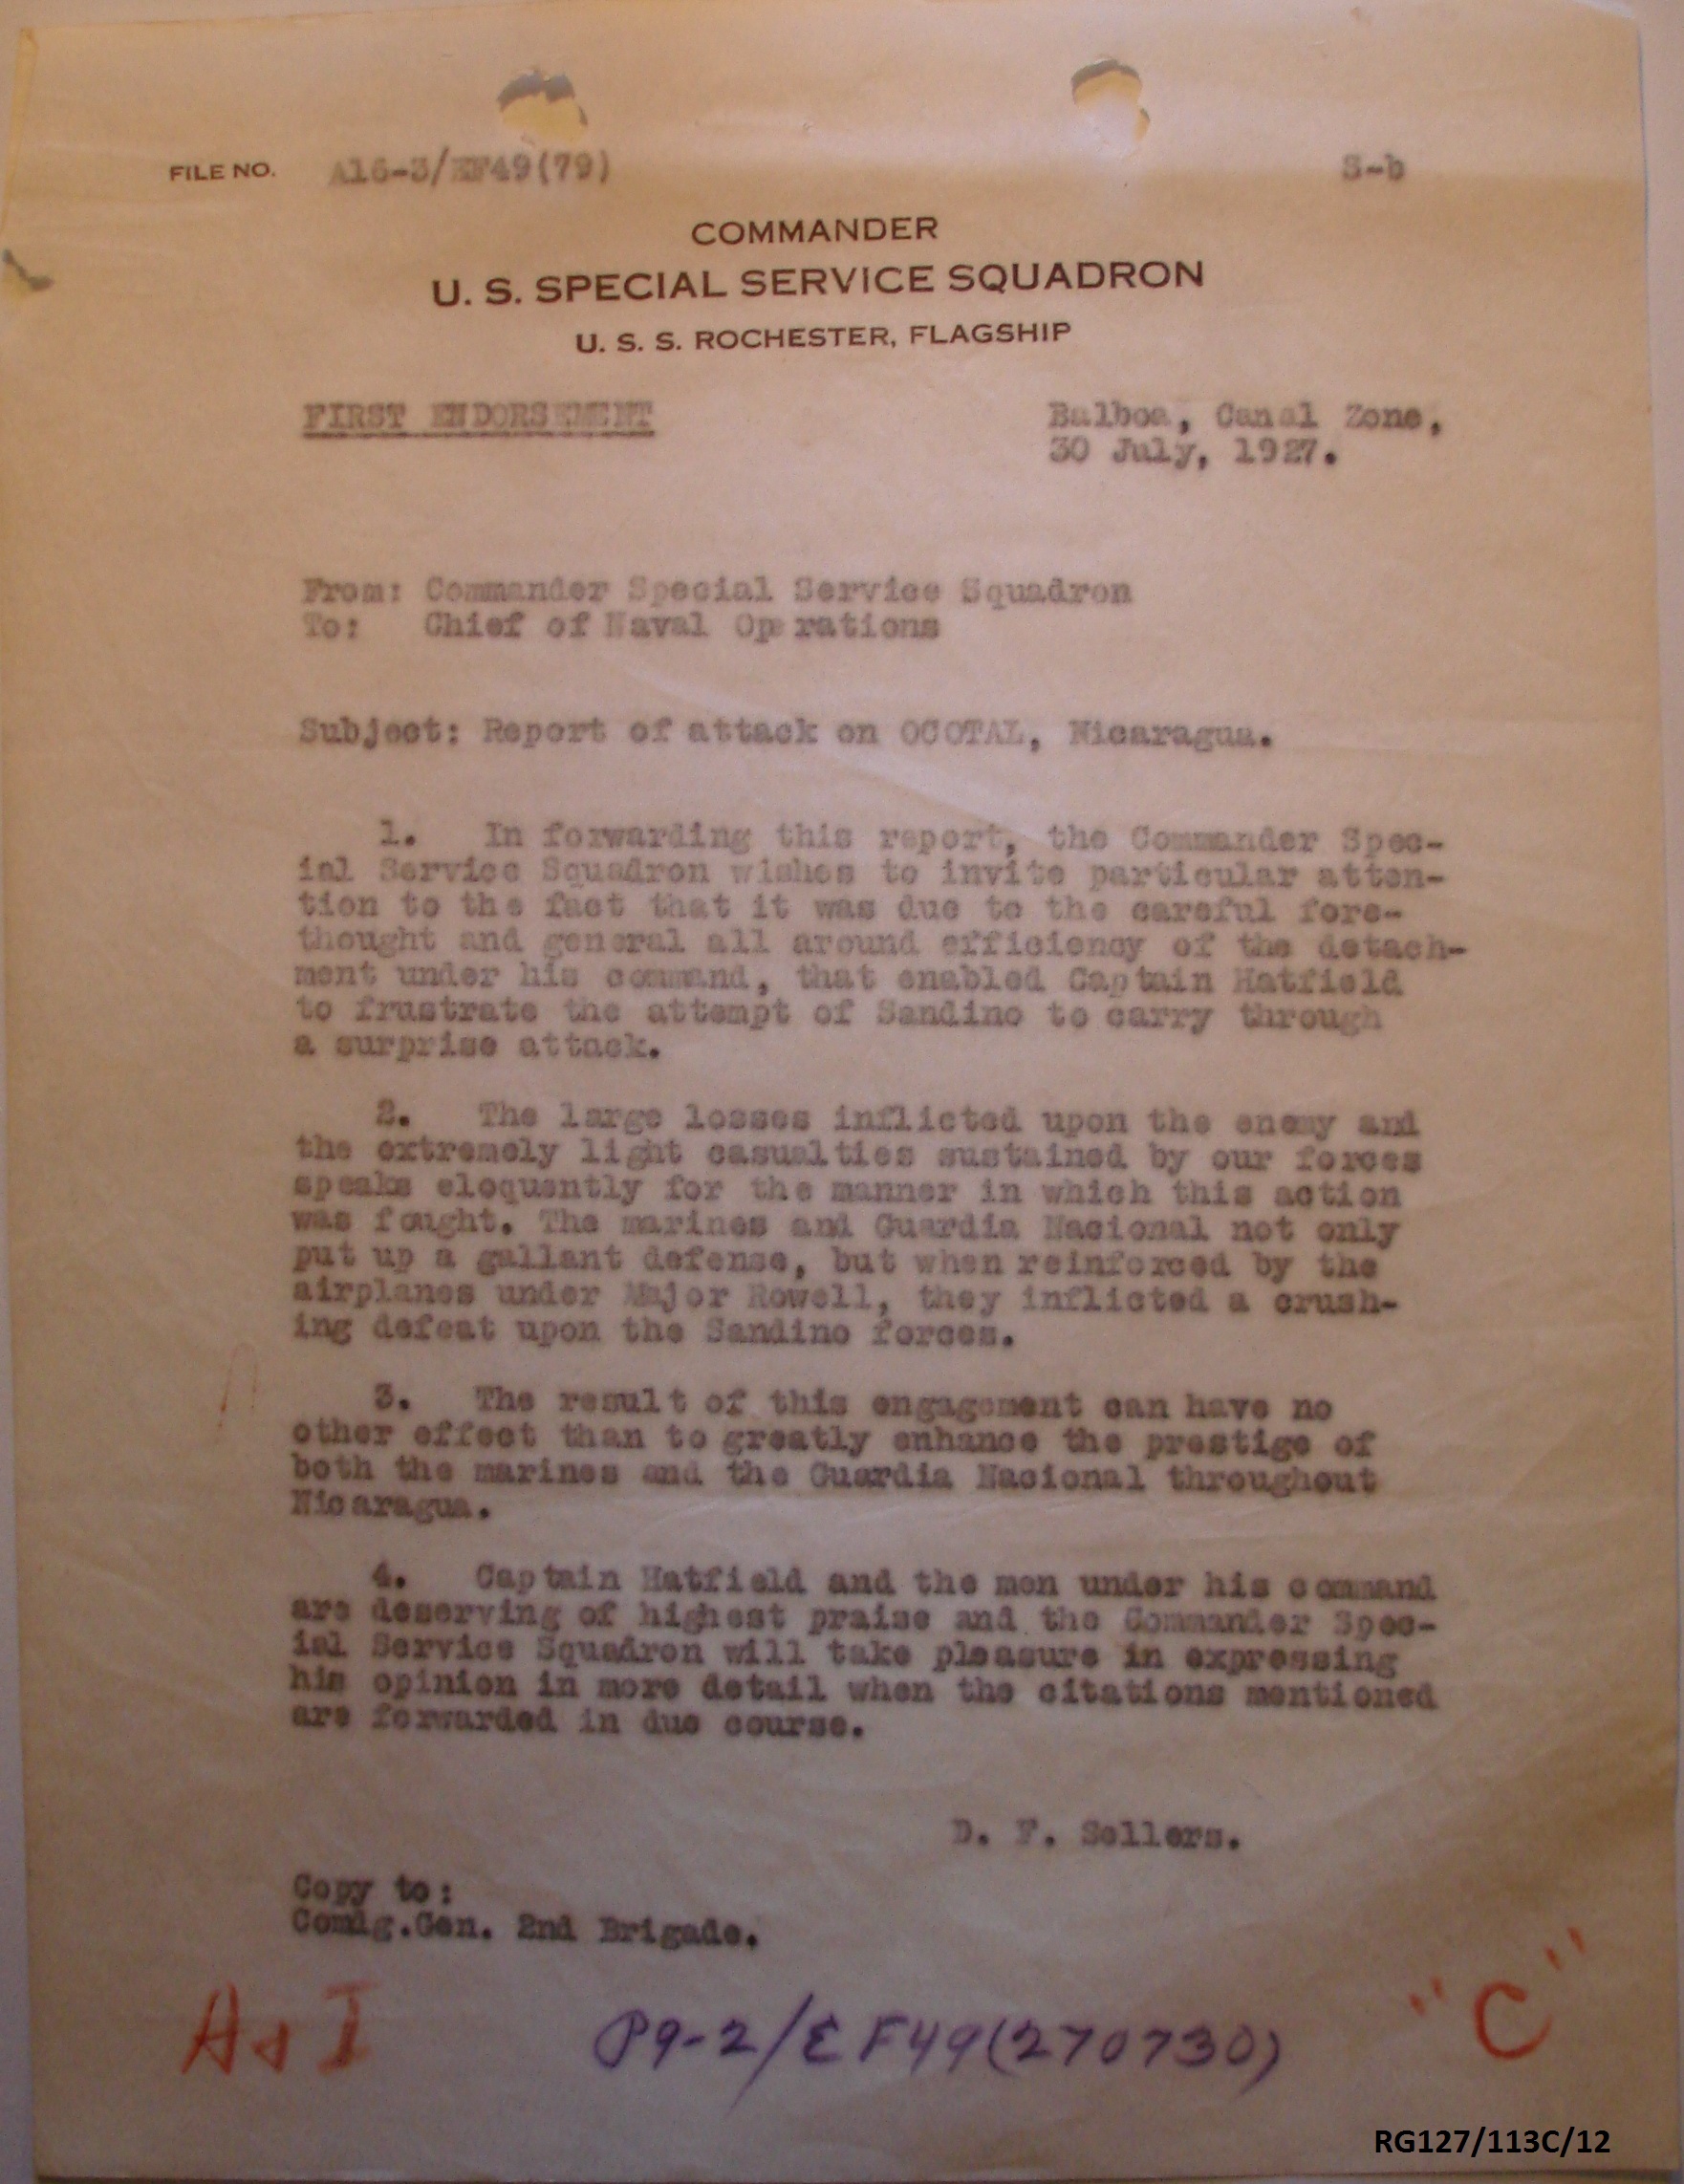 FILE NO. A16-3/EF49(79) S-b
COMMANDER
U. S. SPECIAL SERVICE SQUADRON
U. S. S. ROCHESTER, FLAGSHIP
FIRST ENDORSEMENT Balboa, Canal Zone,
30 July, 1927.
From: Commander Special Service Squadron
To: Chief of Naval Operations
Subject: Report of attack on OCOTAL, Nicaragua.
1. In forwarding this report, the Commander Spec-
ial Service Squadron wishes to invite particular atten-
tion to the fact that it was due to the careful fore-
thought and general all around efficiency of the detach-
ment under his command, that enabled Captain Hatfield
to frustrate the attempt of Sandino to carry through
a surprise attack.
2. The large losses inflicted upon the enemy and
the extremely light casualties sustained by our forces
speaks eloquently for the manner in which this action
was fought. The marines and Guardia Nacional not only
put up a gallant defense, but when reinforced by the
airplanes under Major Rowell, they inflicted a crush-
ing defeat upon the Sandino forces.
3. The result of this engagement can have no
other effect than to greatly enhance the prestige of
both the marines and the Guardia Nacional throughout
Nicaragua.
4. Captain Hatfield and the men under his command
are deserving of highest praise and the Commander Spec-
ial Service Squadron will take pleasure in expressing
his opinion in more detail when the citations mentioned
are forwarded in due course.
D. F. Sellers.
Copy to:
Comdg.Gen. 2nd Brigade.
A & I P9-2/EF49(270730) "C"
RG127/113C/12